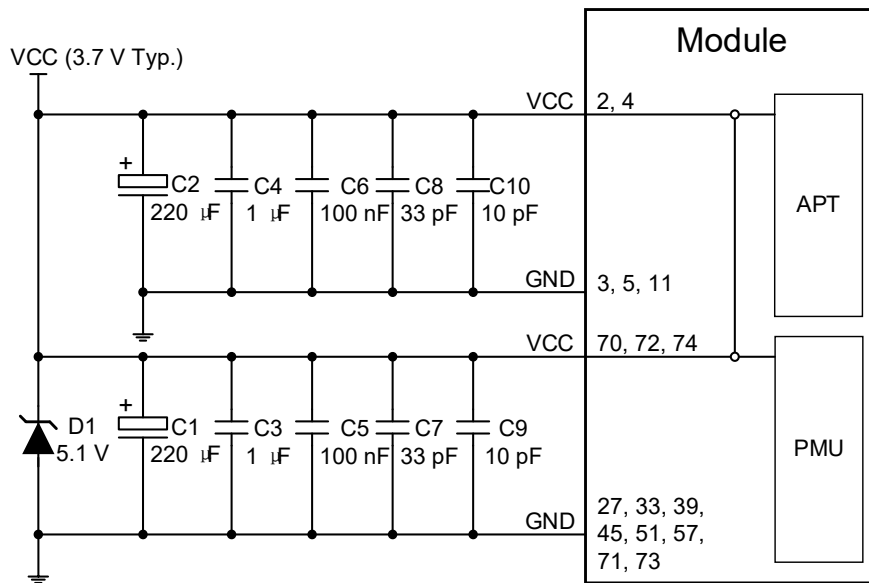 Module
VCC (3.7 V Typ.)
VCC 2, 4
+
C2 C4 C6 C8 C10
220 μF 1 μF 100 nF 33 pF 10 pF
APT
GND 3, 5, 11
VCC 70, 72, 74
+
D1 C1 C3 C5 C7 C9
5.1 V 220 μF 1 μF 100 nF 33 pF 10 pF
PMU
GND
27, 33, 39,
45, 51, 57,
71, 73